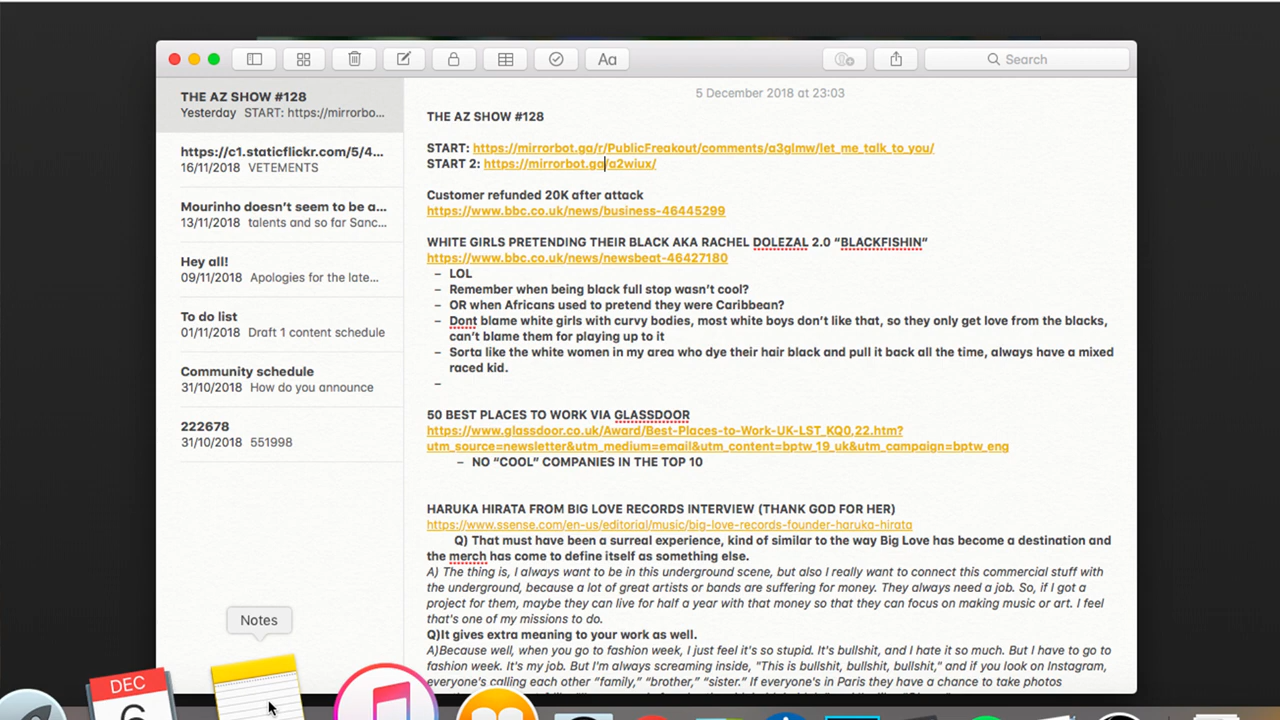 Search
THE AZ SHOW #128
Yesterday START: https://mirrorbo...
https://c1.staticflickr.com/5/4...
16/11/2018 VETEMENTS
Mourinho doesn't seem to be a...
13/11/2018 talents and so far Sanc...
Hey all!
09/11/2018 Apologies for the late...
To do list
01/11/2018 Draft 1 content schedule
Community schedule
31/10/2018 How do you announce
222678
31/10/2018 551998
5 December 2018 at 23:03
THE AZ SHOW #128
START: https://mirrorbot.ga/r/PublicFreakout/comments/a3glmw/let_me_talk_to_you/
START 2: https://mirrorbot.ga/a2wiux/
Customer refunded 20K after attack
https://www.bbc.co.uk/news/business-46445299
WHITE GIRLS PRETENDING THEIR BLACK AKA RACHEL DOLEZAL 2.0 “BLACKFISHIN”
https://www.bbc.co.uk/news/newsbeat-46427180
– LOL
– Remember when being black full stop wasn't cool?
– OR when Africans used to pretend they were Caribbean?
– Dont blame white girls with curvy bodies, most white boys don't like that, so they only get love from the blacks,
can't blame them for playing up to it
– Sorta like the white women in my area who dye their hair black and pull it back all the time, always have a mixed
raced kid.
–
50 BEST PLACES TO WORK VIA GLASSDOOR
https://www.glassdoor.co.uk/Award/Best-Places-to-Work-UK-LST_KQ0,22.htm?
utm_source=newsletter&utm_medium=email&utm_content=bptw_19_uk&utm_campaign=bptw_eng
– NO “COOL” COMPANIES IN THE TOP 10
HARUKA HIRATA FROM BIG LOVE RECORDS INTERVIEW (THANK GOD FOR HER)
https://www.ssense.com/en-us/editorial/music/big-love-records-founder-haruka-hirata
Q) That must have been a surreal experience, kind of similar to the way Big Love has become a destination and
the merch has come to define itself as something else.
A) The thing is, I always want to be in this underground scene, but also I really want to connect this commercial stuff with
the underground, because a lot of great artists or bands are suffering for money. They always need a job. So, if I got a
project for them, maybe they can live for half a year with that money so that they can focus on making music or art. I feel
that's one of my missions to do.
Q)It gives extra meaning to your work as well.
A)Because well, when you go to fashion week, I just feel it's so stupid. It's bullshit, and I hate it so much. But I have to go to
fashion week. It's my job. But I'm always screaming inside, "This is bullshit, bullshit, bullshit," and if you look on Instagram,
everyone's calling each other “family,” “brother,” “sister.” If everyone's in Paris they have a chance to take photos
Notes
DEC
6